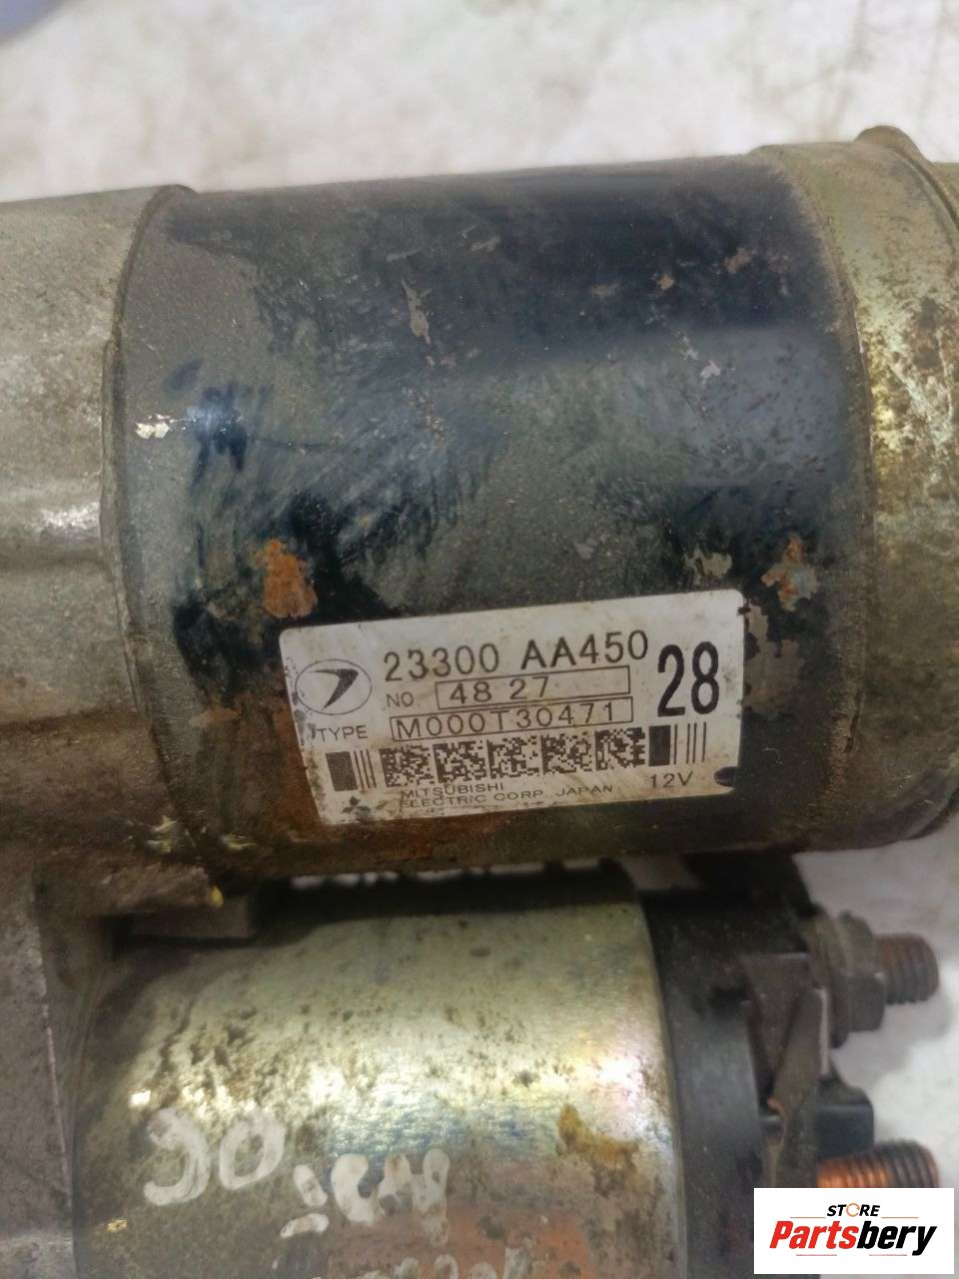 23300 AA450
NO 48 27
28
TYPE M000T30471
MITSUBISHI
ELECTRIC CORP. JAPAN
12V
STORE
Partsbery